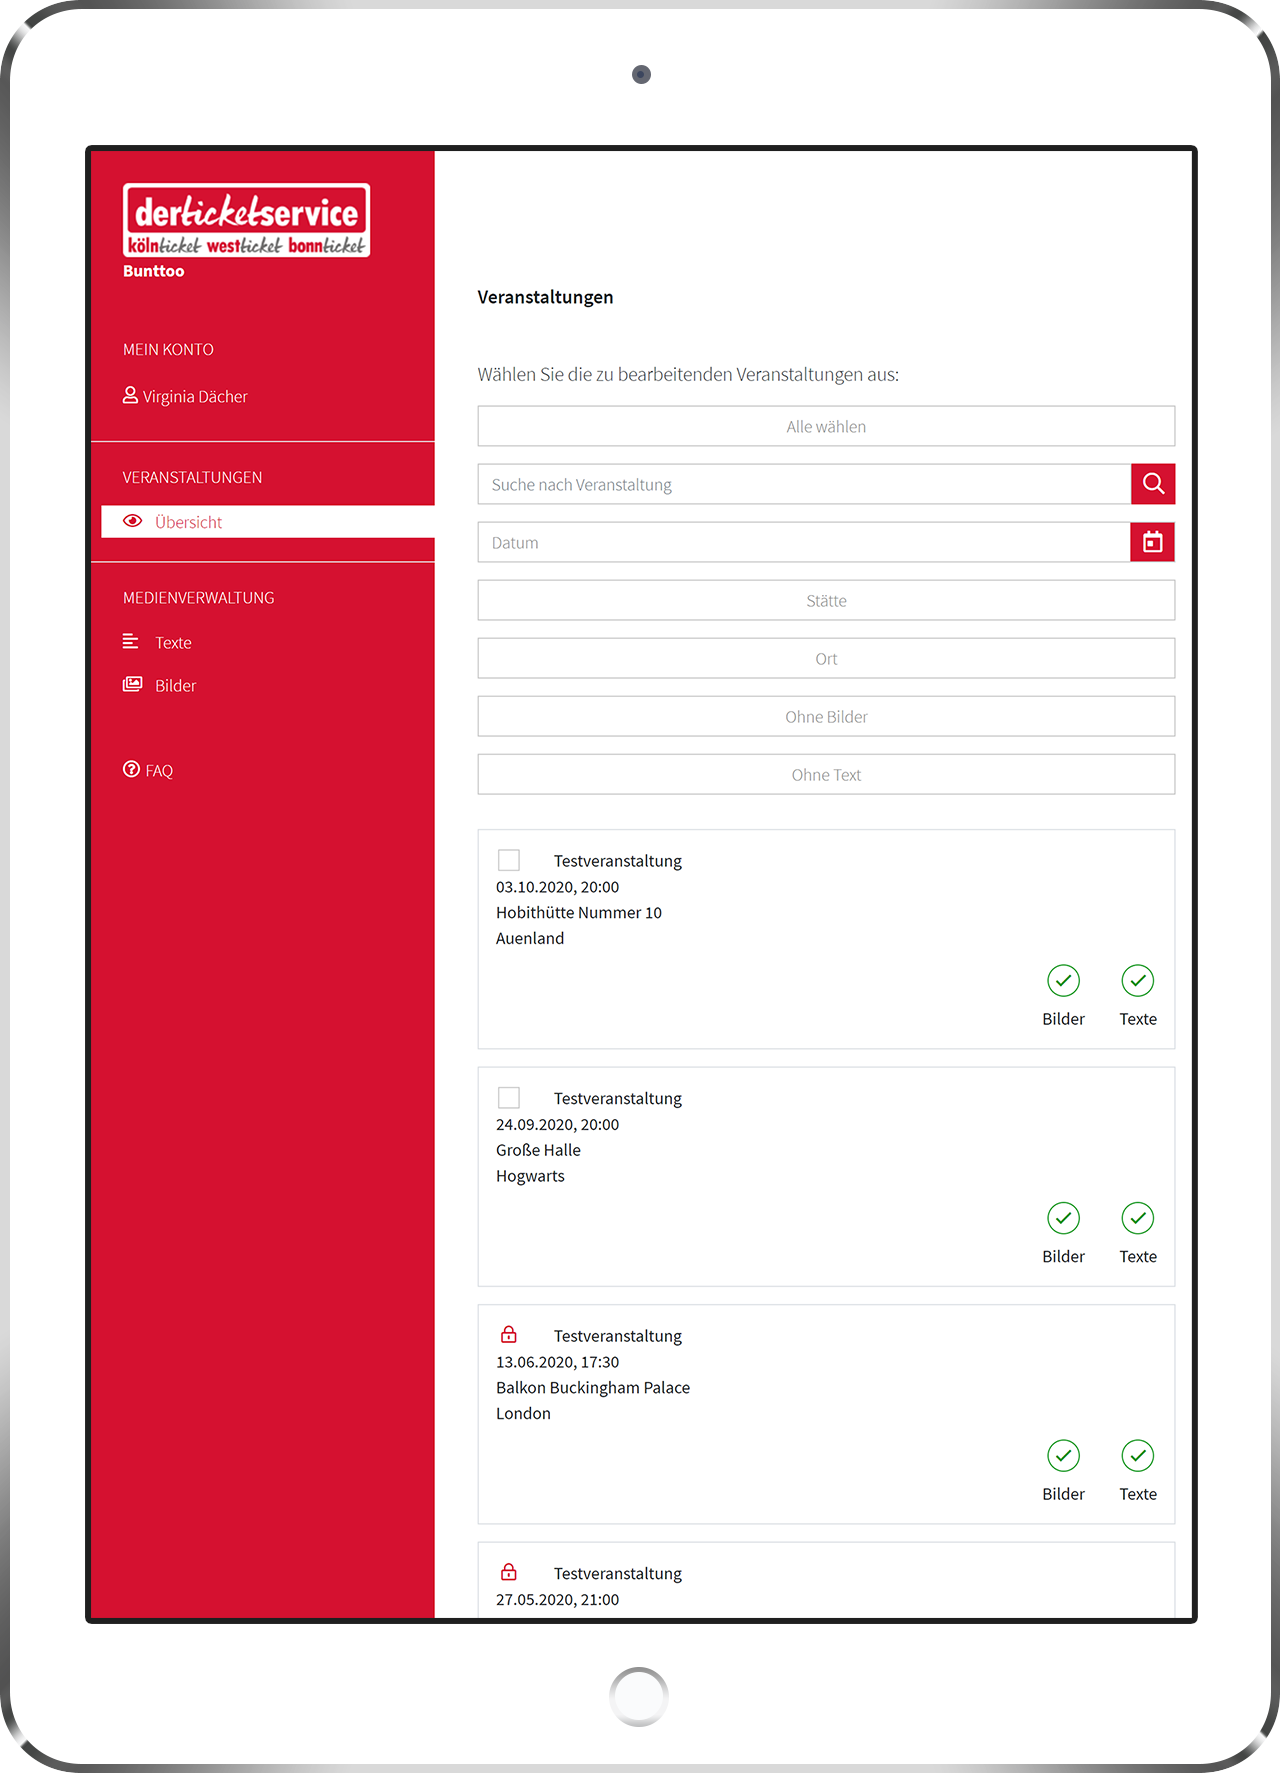 derticketservice
kölnticket westticket bonnticket
Bunttoo
MEIN KONTO
Virginia Dächer
VERANSTALTUNGEN
Übersicht
MEDIENVERWALTUNG
Texte
Bilder
FAQ
Veranstaltungen
Wählen Sie die zu bearbeitenden Veranstaltungen aus:
Alle wählen
Suche nach Veranstaltung
Datum
Stätte
Ort
Ohne Bilder
Ohne Text
Testveranstaltung
03.10.2020, 20:00
Hobithütte Nummer 10
Auenland
Bilder Texte
Testveranstaltung
24.09.2020, 20:00
Große Halle
Hogwarts
Bilder Texte
Testveranstaltung
13.06.2020, 17:30
Balkon Buckingham Palace
London
Bilder Texte
Testveranstaltung
27.05.2020, 21:00